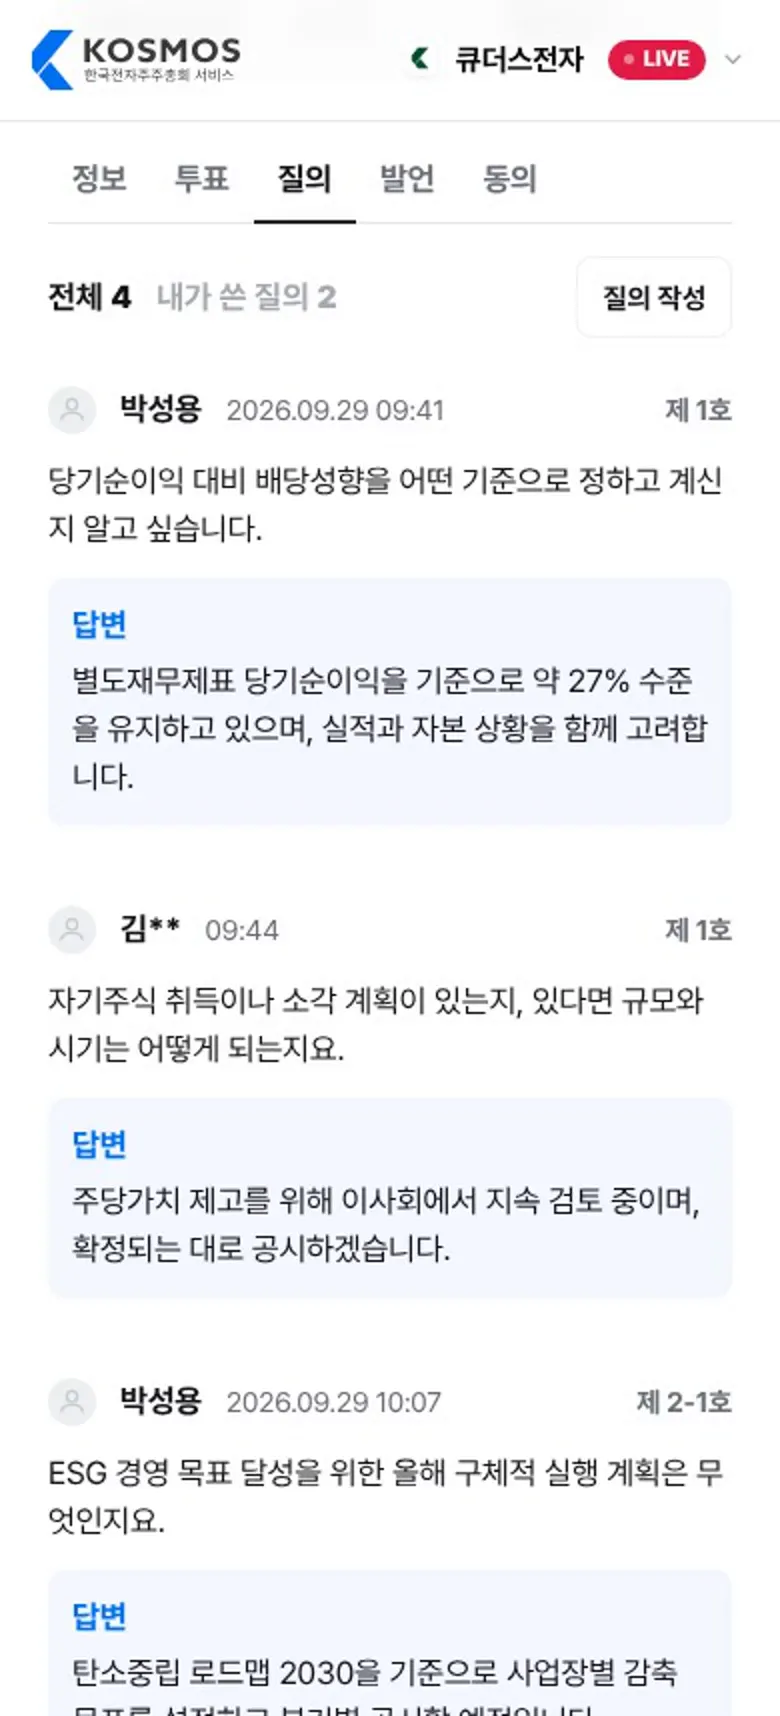 KOSMOS
한국전자주주총회 서비스
큐더스전자
LIVE
정보 투표 질의 발언 동의
전체 4 내가 쓴 질의 2
질의 작성
박성용 2026.09.29 09:41 제 1호
당기순이익 대비 배당성향을 어떤 기준으로 정하고 계신
지 알고 싶습니다.
답변
별도재무제표 당기순이익을 기준으로 약 27% 수준
을 유지하고 있으며, 실적과 자본 상황을 함께 고려합
니다.
김** 09:44 제 1호
자기주식 취득이나 소각 계획이 있는지, 있다면 규모와
시기는 어떻게 되는지요.
답변
주당가치 제고를 위해 이사회에서 지속 검토 중이며,
확정되는 대로 공시하겠습니다.
박성용 2026.09.29 10:07 제 2-1호
ESG 경영 목표 달성을 위한 올해 구체적 실행 계획은 무
엇인지요.
답변
탄소중립 로드맵 2030을 기준으로 사업장별 감축